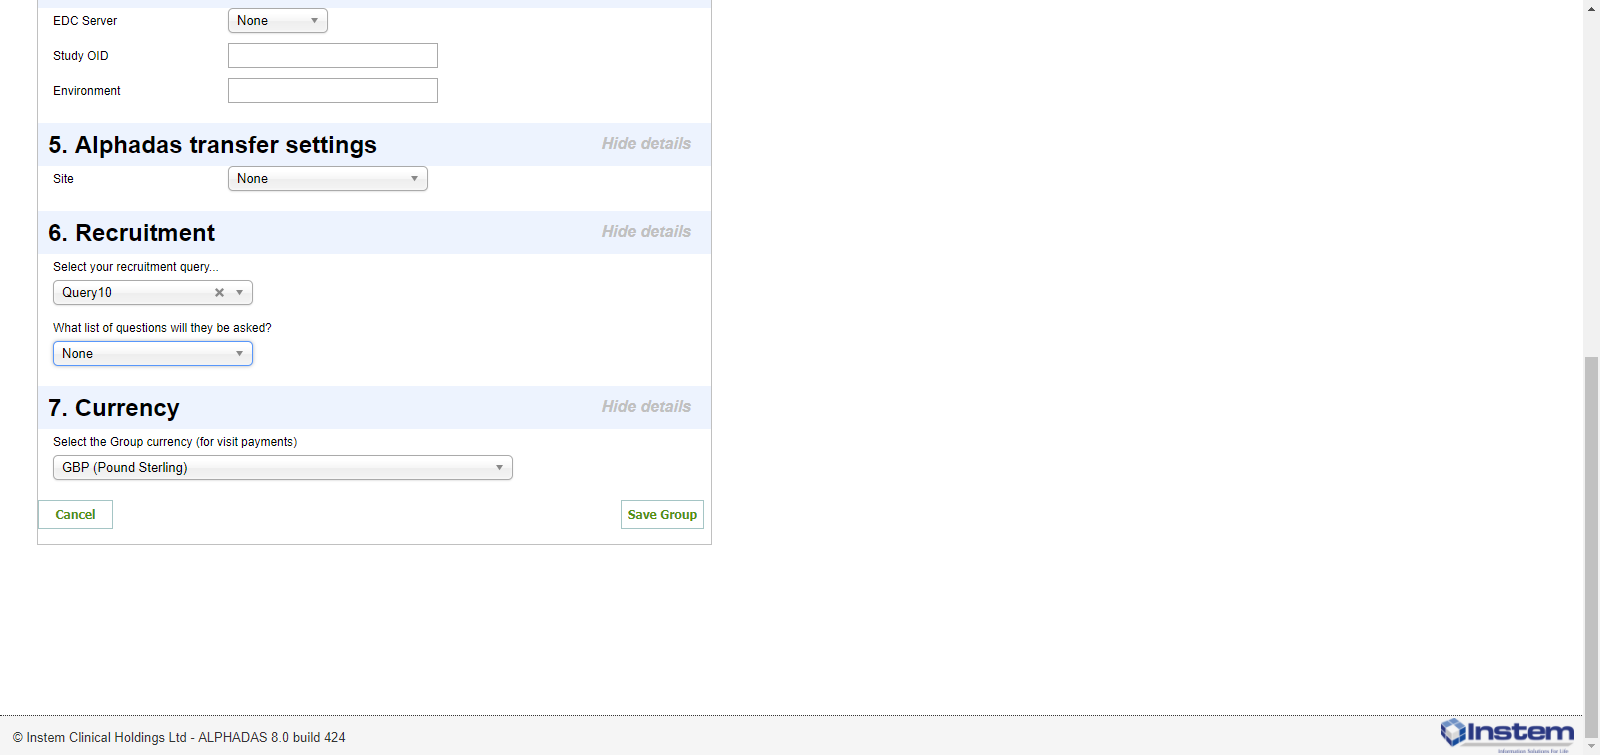 EDC Server
None
Study OID
Environment
5. Alphadas transfer settings
Hide details
Site
None
6. Recruitment
Hide details
Select your recruitment query...
Query10
What list of questions will they be asked?
None
7. Currency
Hide details
Select the Group currency (for visit payments)
GBP (Pound Sterling)
Cancel
Save Group
© Instem Clinical Holdings Ltd - ALPHADAS 8.0 build 424
Instem
Information Solutions For Life